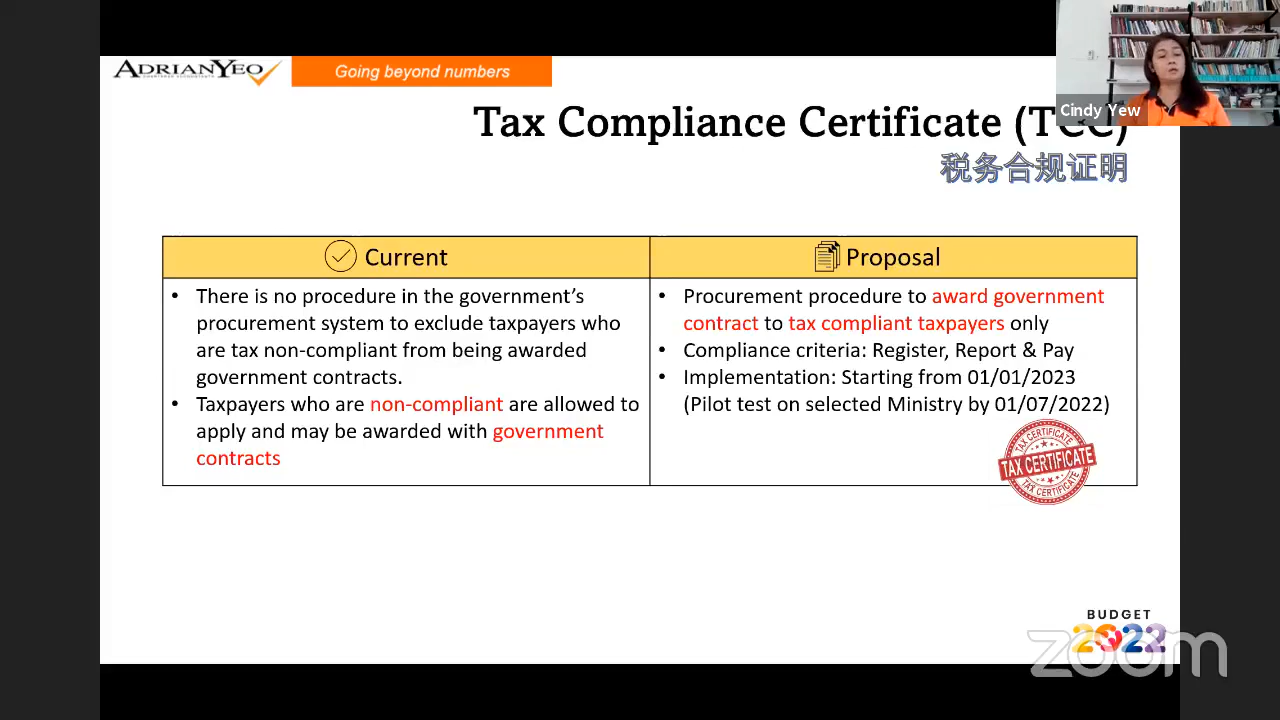 ADRIANYEO
Going beyond numbers
Cindy Yew
Tax Compliance Certificate (TCC)
税务合规证明
Current
Proposal
• There is no procedure in the government's
procurement system to exclude taxpayers who
are tax non-compliant from being awarded
government contracts.
• Taxpayers who are non-compliant are allowed to
apply and may be awarded with government
contracts
• Procurement procedure to award government
contract to tax compliant taxpayers only
• Compliance criteria: Register, Report & Pay
• Implementation: Starting from 01/01/2023
(Pilot test on selected Ministry by 01/07/2022)
TAX CERTIFICATE
TAX CERTIFICATE
TAX CERTIFICATE
BUDGET
2022
zoom